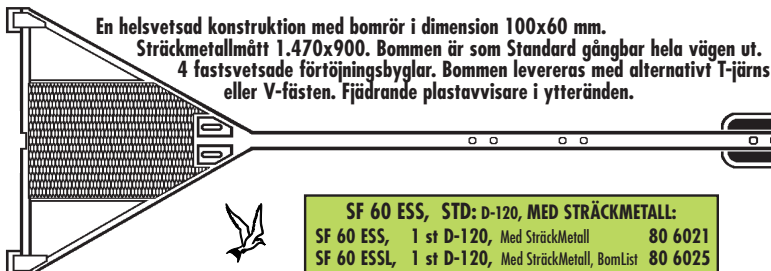 En helsvetsad konstruktion med bomrör i dimension 100x60 mm.
Sträckmetallmått 1.470x900. Bommen är som Standard gångbar hela vägen ut.
4 fastsvetsade förtöjningsbyglar. Bommen levereras med alternativt T-järns
eller V-fästen. Fjädrande plastavvisare i ytteränden.
SF 60 ESS, STD: D-120, MED STRÄCKMETALL:
SF 60 ESS, 1 st D-120, Med SträckMetall 80 6021
SF 60 ESSL, 1 st D-120, Med SträckMetall, BomList 80 6025